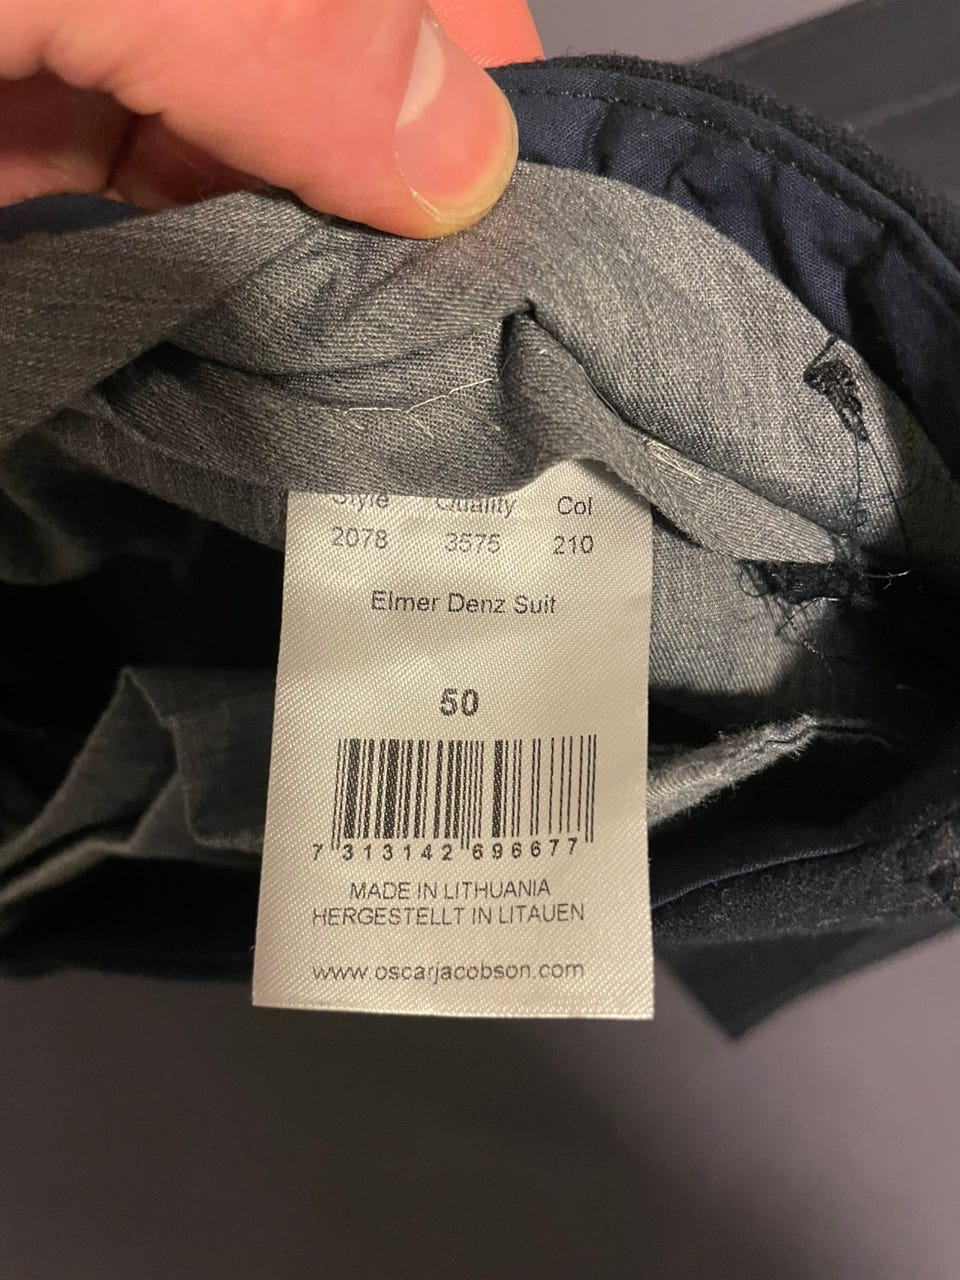 Style Quality Col
2078 3575 210
Elmer Denz Suit
50
7 313142 696677
MADE IN LITHUANIA
HERGESTELLT IN LITAUEN
www.oscarjacobson.com